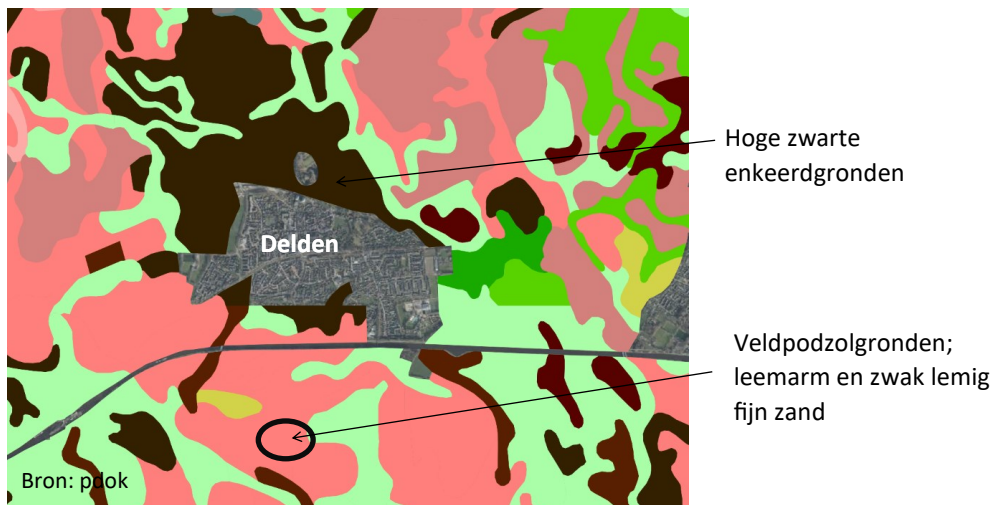 Hoge zwarte
enkeerdgronden
Delden
Veldpodzolgronden;
leemarm en zwak lemig
fijn zand
Bron: pdok